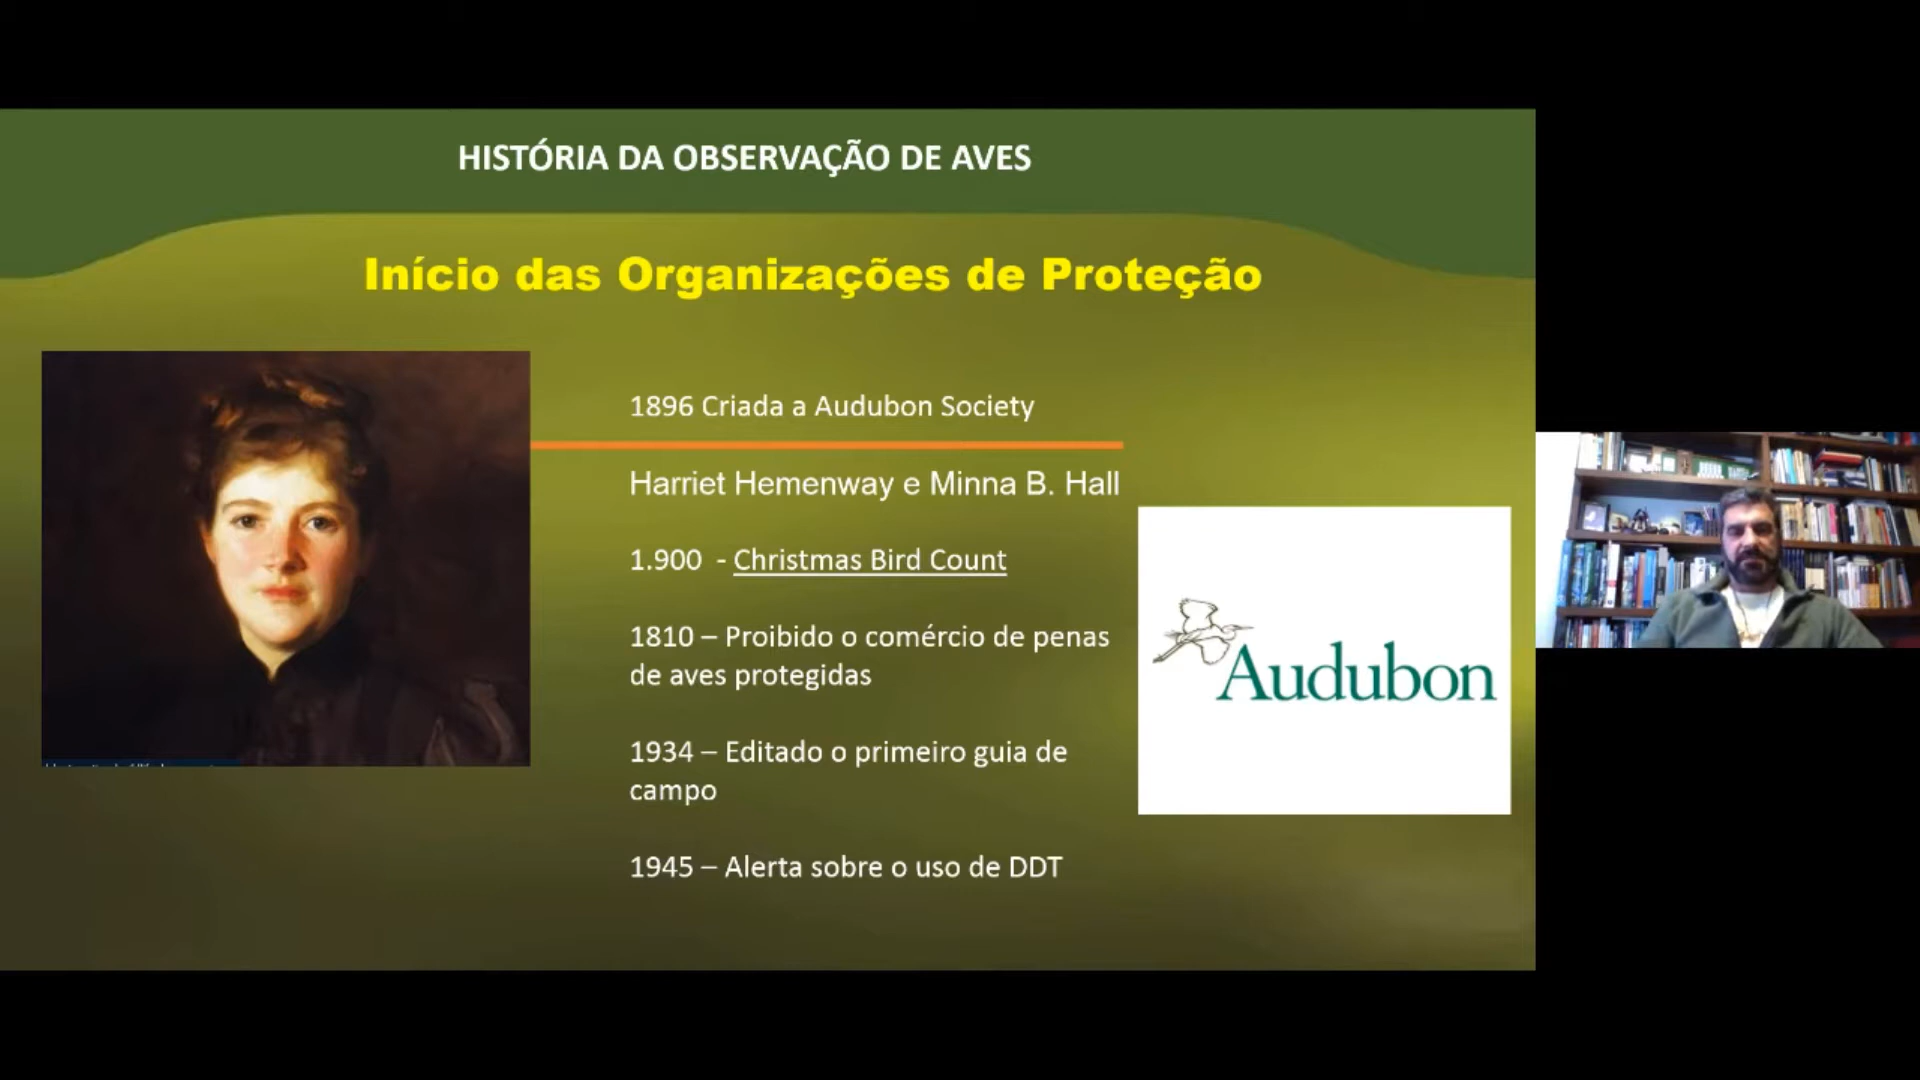 HISTÓRIA DA OBSERVAÇÃO DE AVES
Início das Organizações de Proteção
1896 Criada a Audubon Society
Harriet Hemenway e Minna B. Hall
1.900 - Christmas Bird Count
1810 – Proibido o comércio de penas
de aves protegidas
1934 – Editado o primeiro guia de
campo
1945 – Alerta sobre o uso de DDT
Audubon